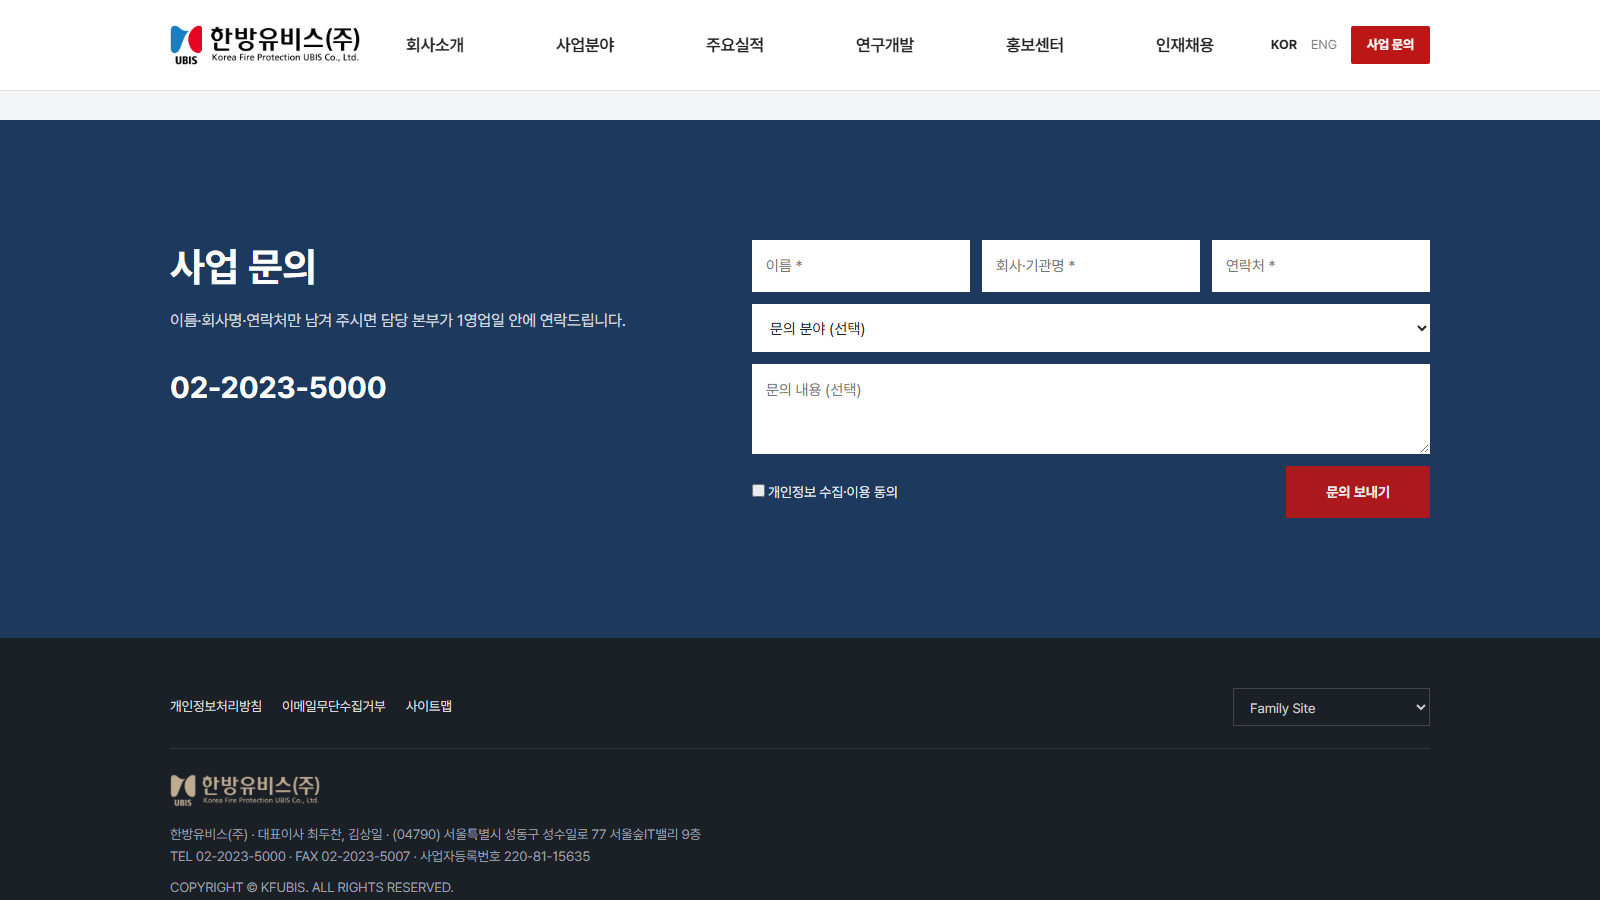 한방유비스(주)
Korea Fire Protection UBIS Co., Ltd.
UBIS
회사소개
사업분야
주요실적
연구개발
홍보센터
인재채용
KOR
ENG
사업 문의
사업 문의
이름·회사명·연락처만 남겨 주시면 담당 본부가 1영업일 안에 연락드립니다.
02-2023-5000
이름 *
회사·기관명 *
연락처 *
문의 분야 (선택)
문의 내용 (선택)
개인정보 수집·이용 동의
문의 보내기
개인정보처리방침
이메일무단수집거부
사이트맵
Family Site
한방유비스(주)
Korea Fire Protection UBIS Co., Ltd.
UBIS
한방유비스(주) · 대표이사 최두찬, 김상일 · (04790) 서울특별시 성동구 성수일로 77 서울숲IT밸리 9층
TEL 02-2023-5000 · FAX 02-2023-5007 · 사업자등록번호 220-81-15635
COPYRIGHT © KFUBIS. ALL RIGHTS RESERVED.